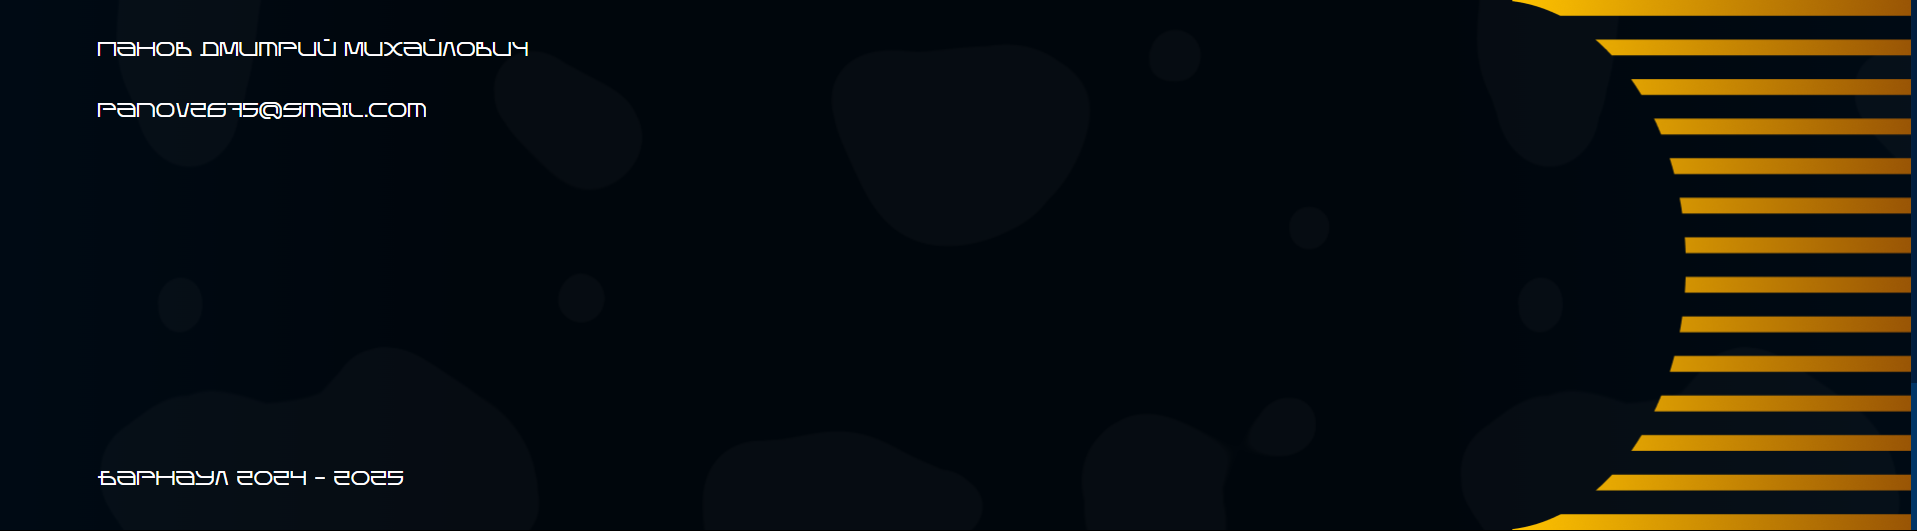 Панов Дмитрий Михайлович
panov2675@gmail.com
Барнаул 2024 - 2025